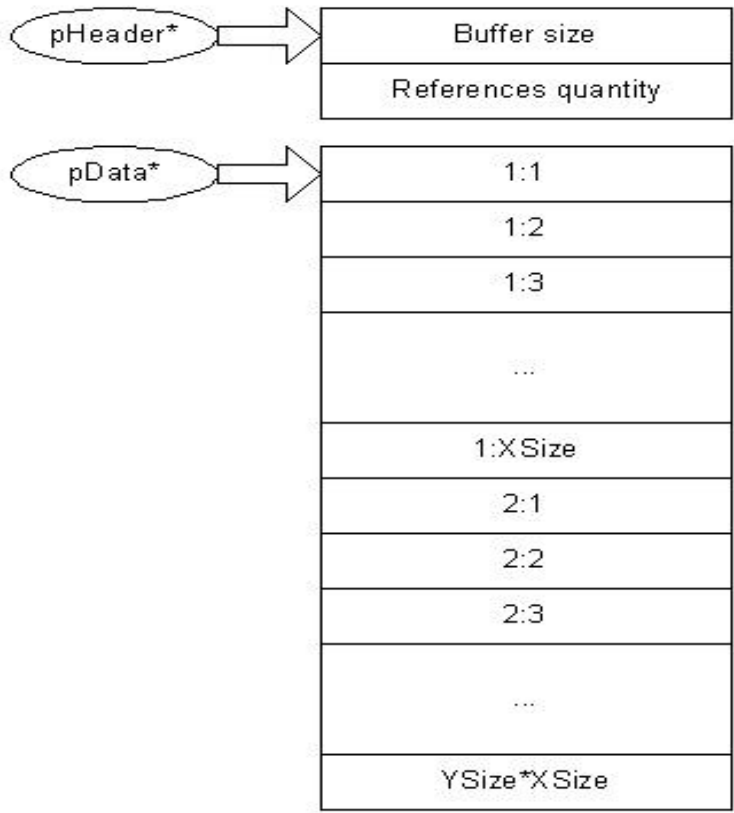 pHeader*
Buffer size
References quantity
pData*
1:1
1:2
1:3
...
1:XSize
2:1
2:2
2:3
...
YSize*XSize